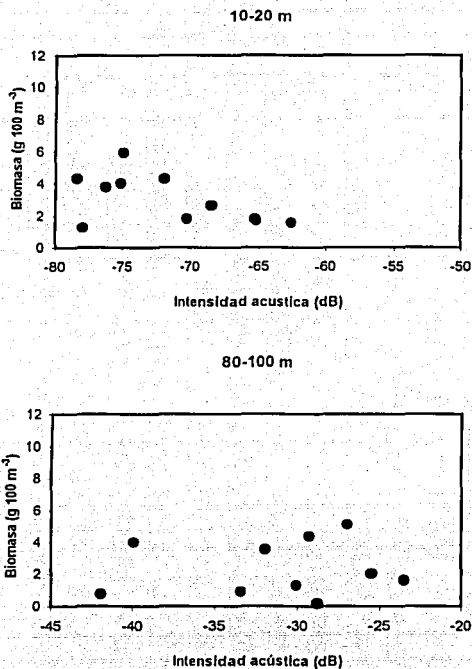 10-20 m
12
10
8
6
4
2
0
Biomasa (g 100 m-3)
-80 -75 -70 -65 -60 -55 -50
Intensidad acustica (dB)
80-100 m
12
10
8
6
4
2
0
Biomasa (g 100 m-3)
-45 -40 -35 -30 -25 -20
Intensidad acústica (dB)